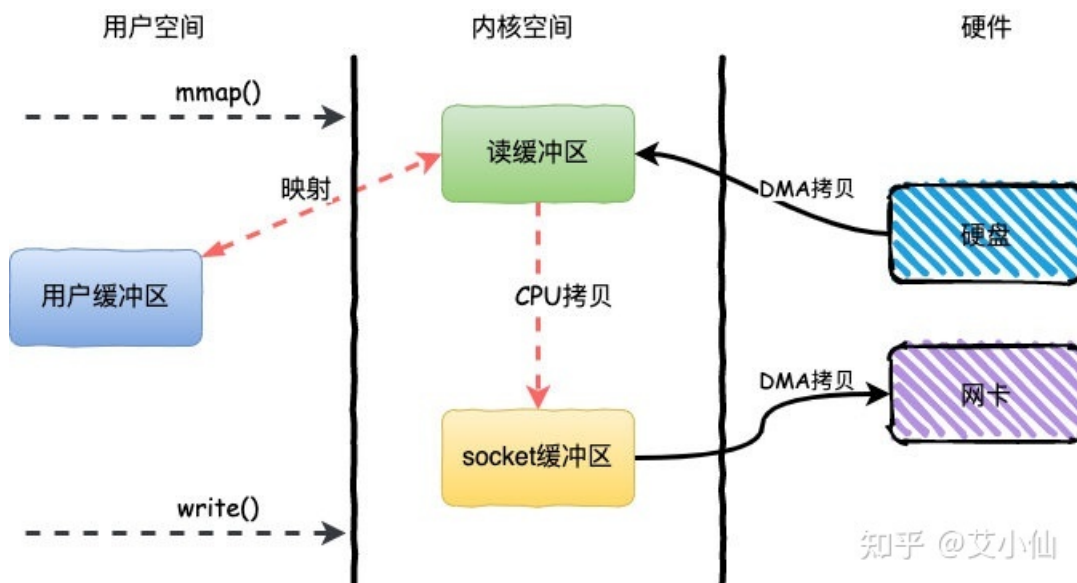 用户空间
内核空间
硬件
mmap()
读缓冲区
映射
DMA拷贝
硬盘
用户缓冲区
CPU拷贝
DMA拷贝
网卡
socket缓冲区
write()
知乎 @艾小仙